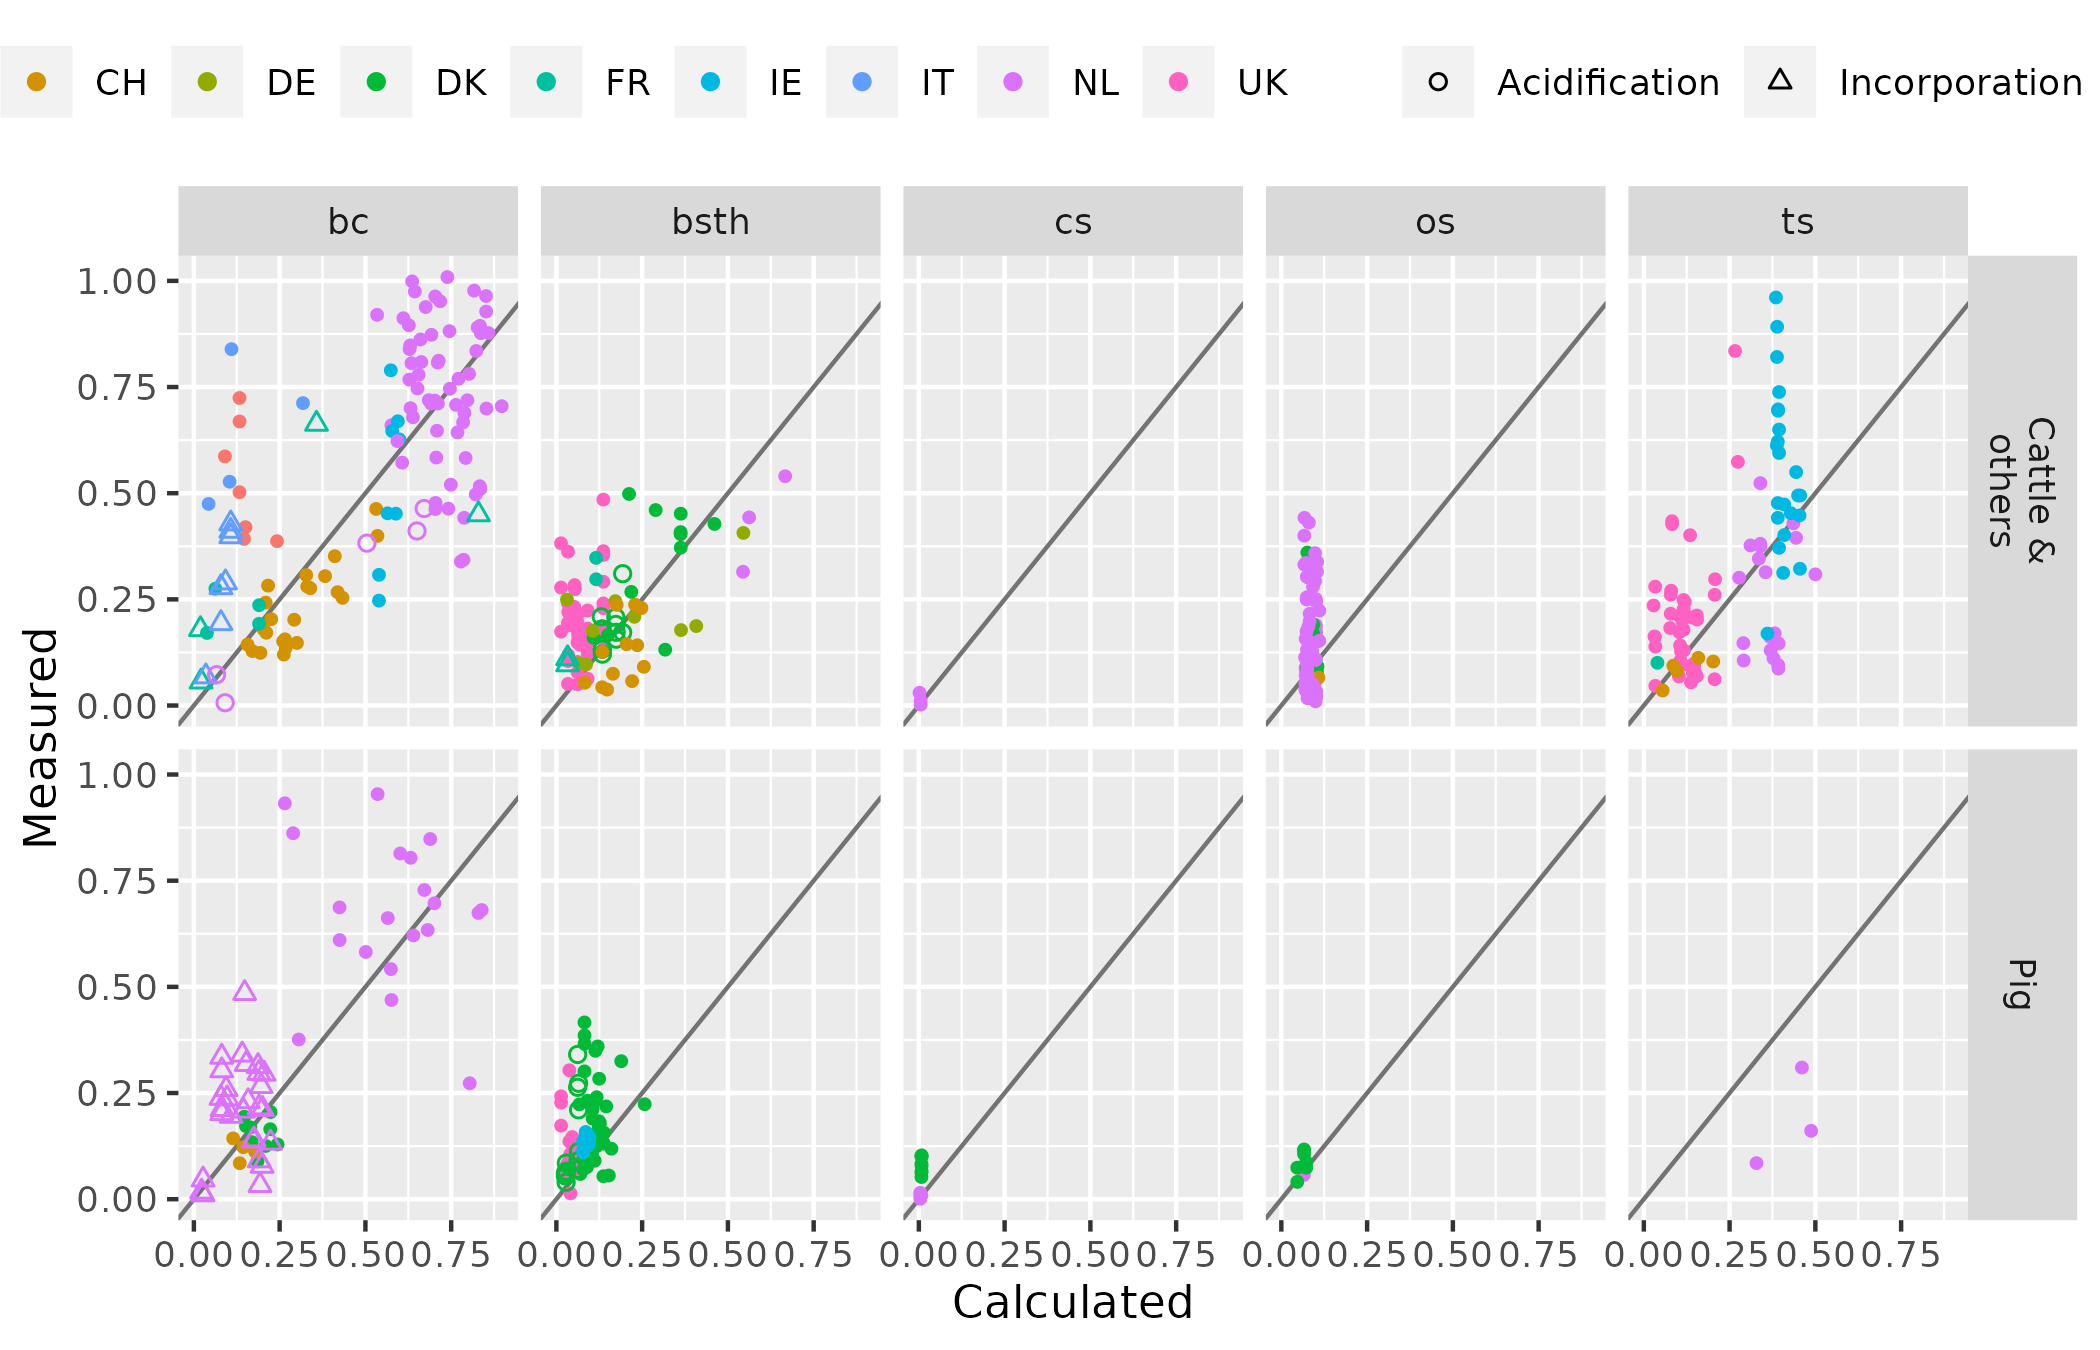 CH DE DK FR IE IT NL UK Acidification Incorporation
bc bsth cs os ts
1.00
0.75
0.50
0.25
0.00
Cattle &
others
1.00
0.75
0.50
0.25
0.00
Pig
Measured
0.00 0.25 0.50 0.75 0.00 0.25 0.50 0.75 0.00 0.25 0.50 0.75 0.00 0.25 0.50 0.75 0.00 0.25 0.50 0.75
Calculated